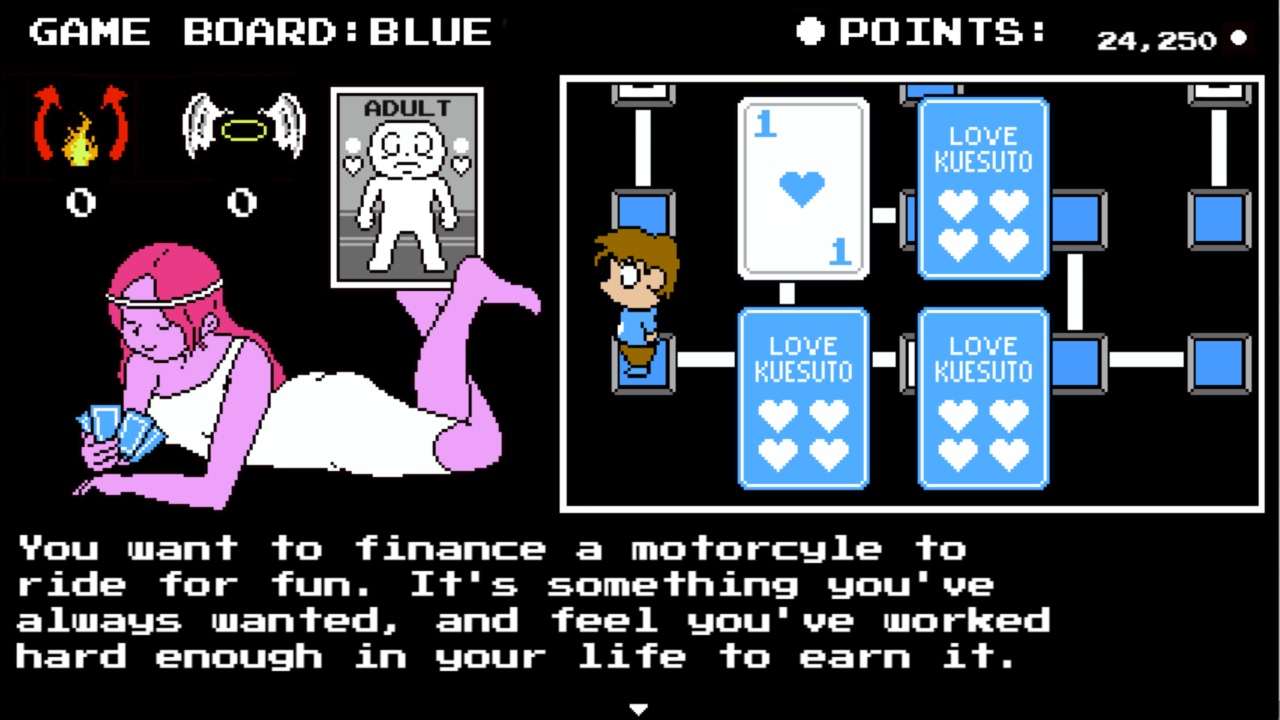 GAME BOARD:BLUE
POINTS: 24,250
0
0
ADULT
1
1
LOVE
KUESUTO
LOVE
KUESUTO
LOVE
KUESUTO
You want to finance a motorcyle to
ride for fun. It's something you've
always wanted, and feel you've worked
hard enough in your life to earn it.